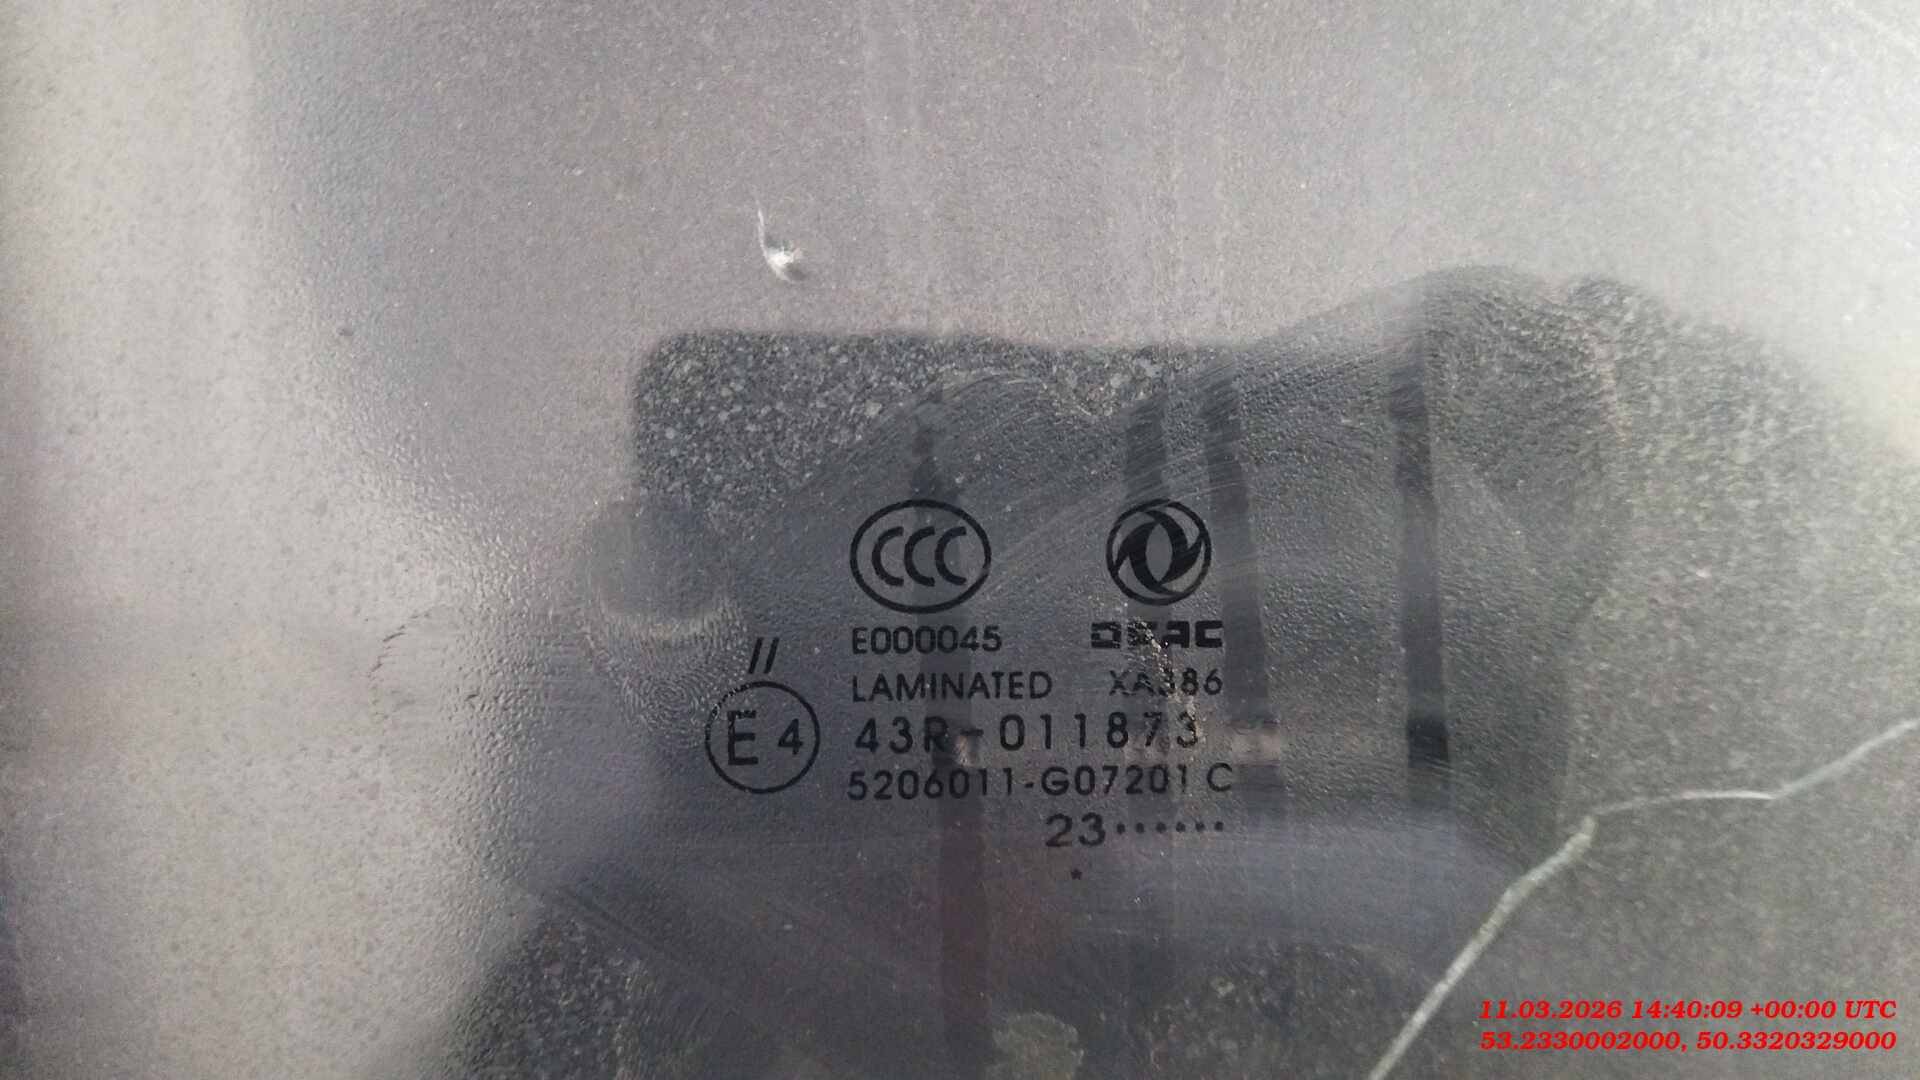 CCC
E000045
DSAC
//
LAMINATED XA386
E4 43R-011873
5206011-G07201 C
23······
*
11.03.2026 14:40:09 +00:00 UTC
53.2330002000, 50.3320329000